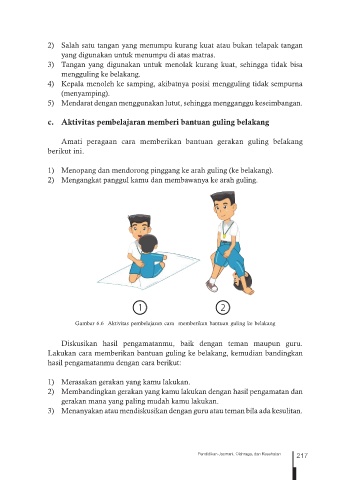 2) Salah satu tangan yang menumpu kurang kuat atau bukan telapak tangan
yang digunakan untuk menumpu di atas matras.
3) Tangan yang digunakan untuk menolak kurang kuat, sehingga tidak bisa
mengguling ke belakang.
4) Kepala menoleh ke samping, akibatnya posisi mengguling tidak sempurna
(menyamping).
5) Mendarat dengan menggunakan lutut, sehingga mengganggu keseimbangan.
c. Aktivitas pembelajaran memberi bantuan guling belakang
Amati peragaan cara memberikan bantuan gerakan guling belakang
berikut ini.
1) Menopang dan mendorong pinggang ke arah guling (ke belakang).
2) Mengangkat panggul kamu dan membawanya ke arah guling.
1 2
Gambar 6.6 Aktivitas pembelajaran cara memberikan bantuan guling ke belakang
Diskusikan hasil pengamatanmu, baik dengan teman maupun guru.
Lakukan cara memberikan bantuan guling ke belakang, kemudian bandingkan
hasil pengamatanmu dengan cara berikut:
1) Merasakan gerakan yang kamu lakukan.
2) Membandingkan gerakan yang kamu lakukan dengan hasil pengamatan dan
gerakan mana yang paling mudah kamu lakukan.
3) Menanyakan atau mendiskusikan dengan guru atau teman bila ada kesulitan.
Pendidikan Jasmani, Olahraga, dan Kesehatan 217